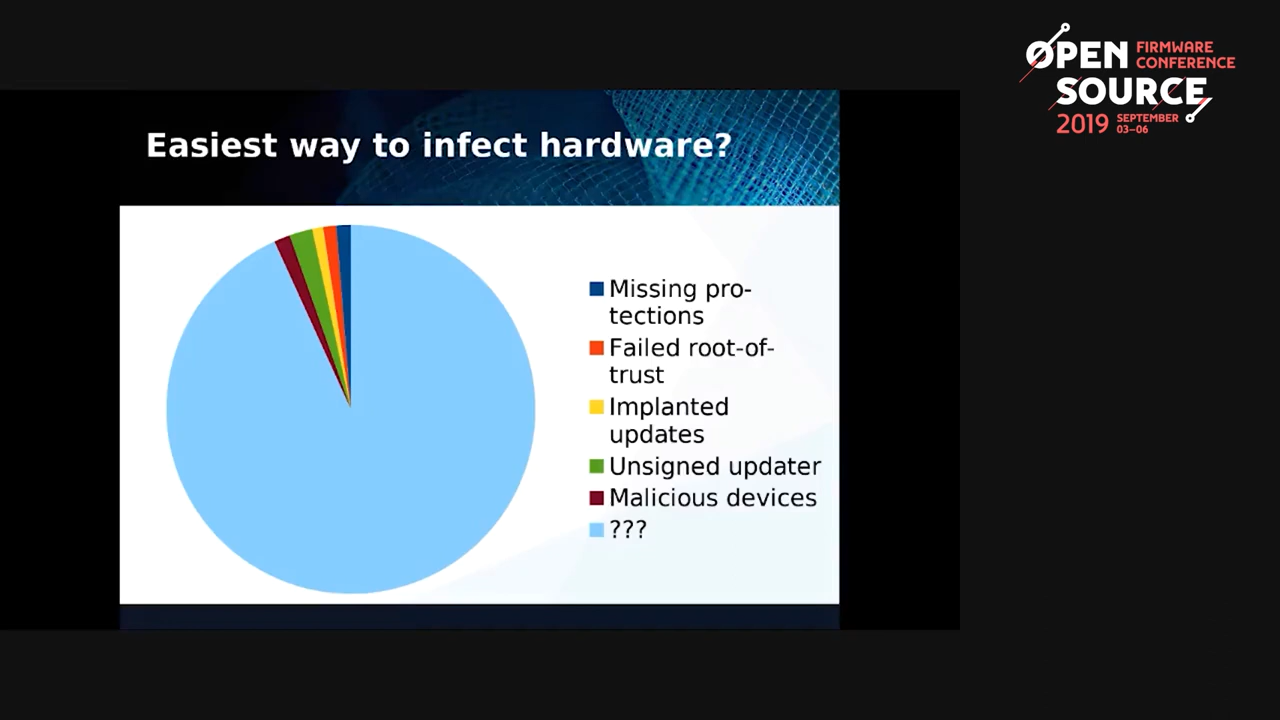 ØPEN FIRMWARE
CONFERENCE
SOURCE
2019 SEPTEMBER
03–06
Easiest way to infect hardware?
Missing pro-
tections
Failed root-of-
trust
Implanted
updates
Unsigned updater
Malicious devices
???